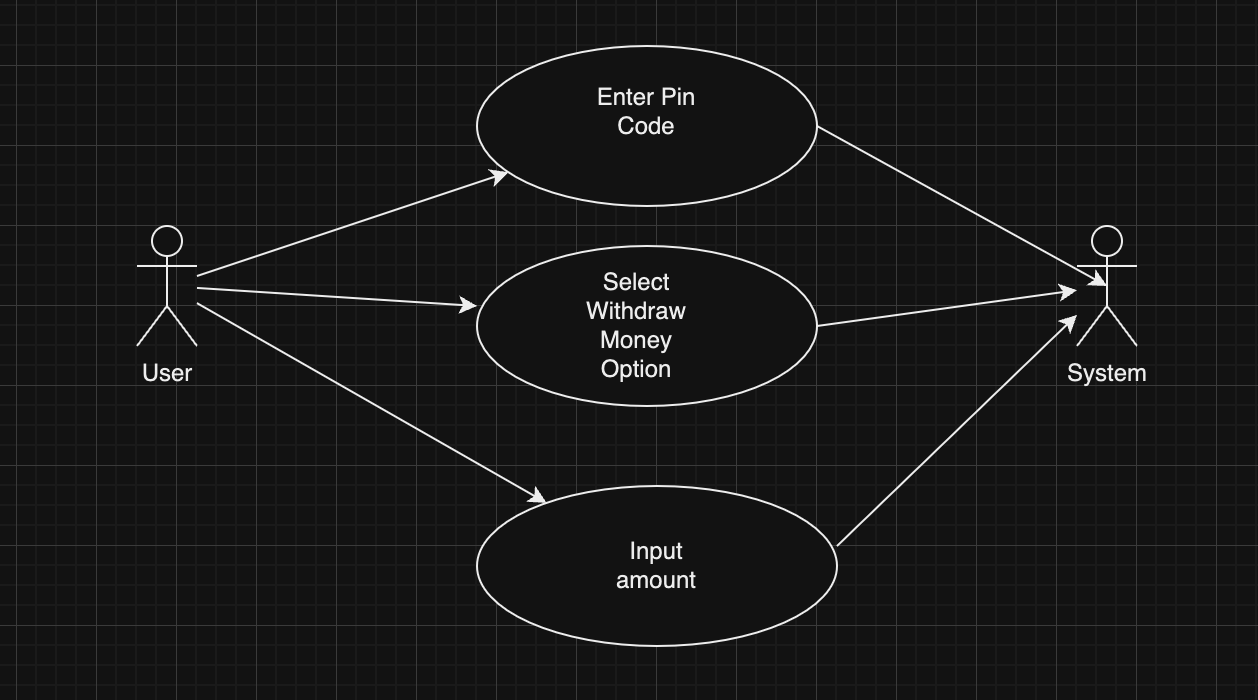 Enter Pin
Code
Select
Withdraw
Money
Option
User
System
Input
amount